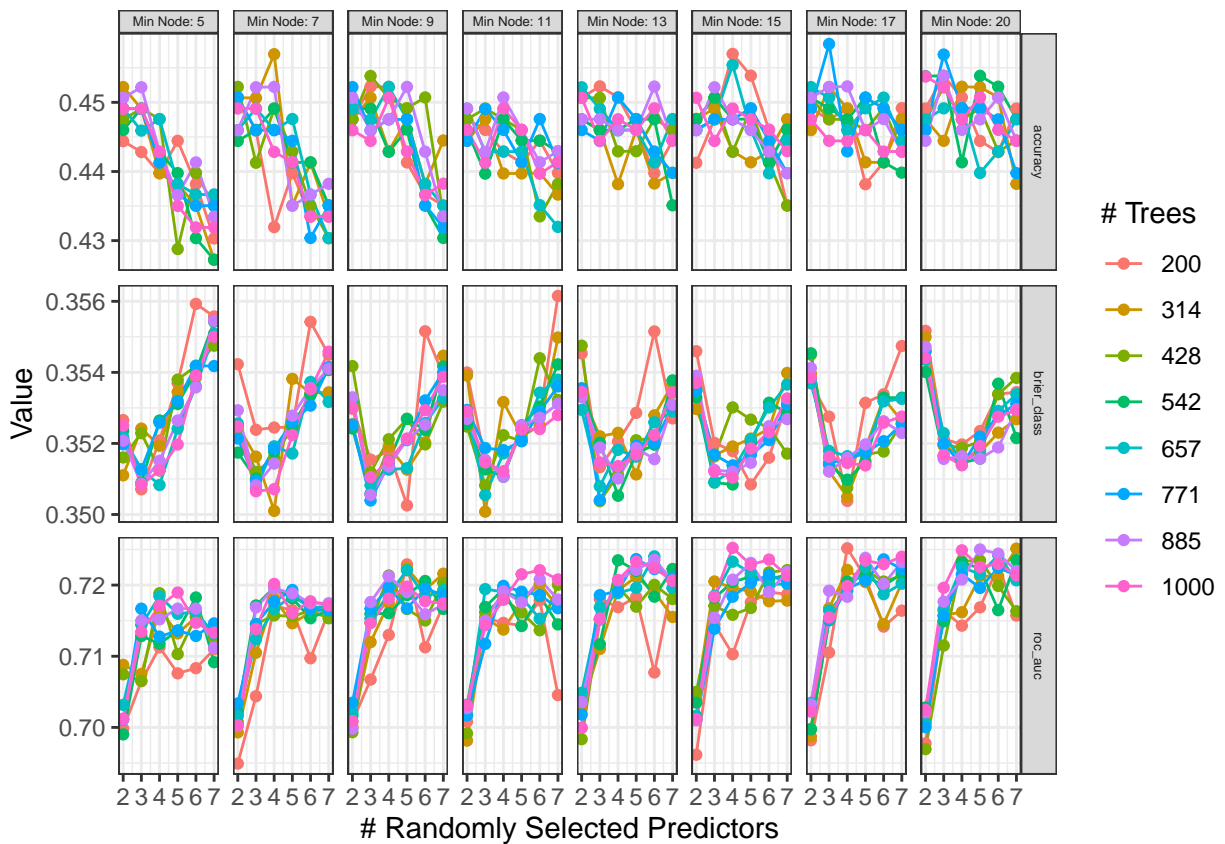 Min Node: 5 Min Node: 7 Min Node: 9 Min Node: 11 Min Node: 13 Min Node: 15 Min Node: 17 Min Node: 20
0.45
0.44
0.43
accuracy
0.356
0.354
0.352
0.350
brier_class
0.72
0.71
0.70
roc_auc
Value
2 3 4 5 6 7 2 3 4 5 6 7 2 3 4 5 6 7 2 3 4 5 6 7 2 3 4 5 6 7 2 3 4 5 6 7 2 3 4 5 6 7 2 3 4 5 6 7
# Randomly Selected Predictors
# Trees
200
314
428
542
657
771
885
1000